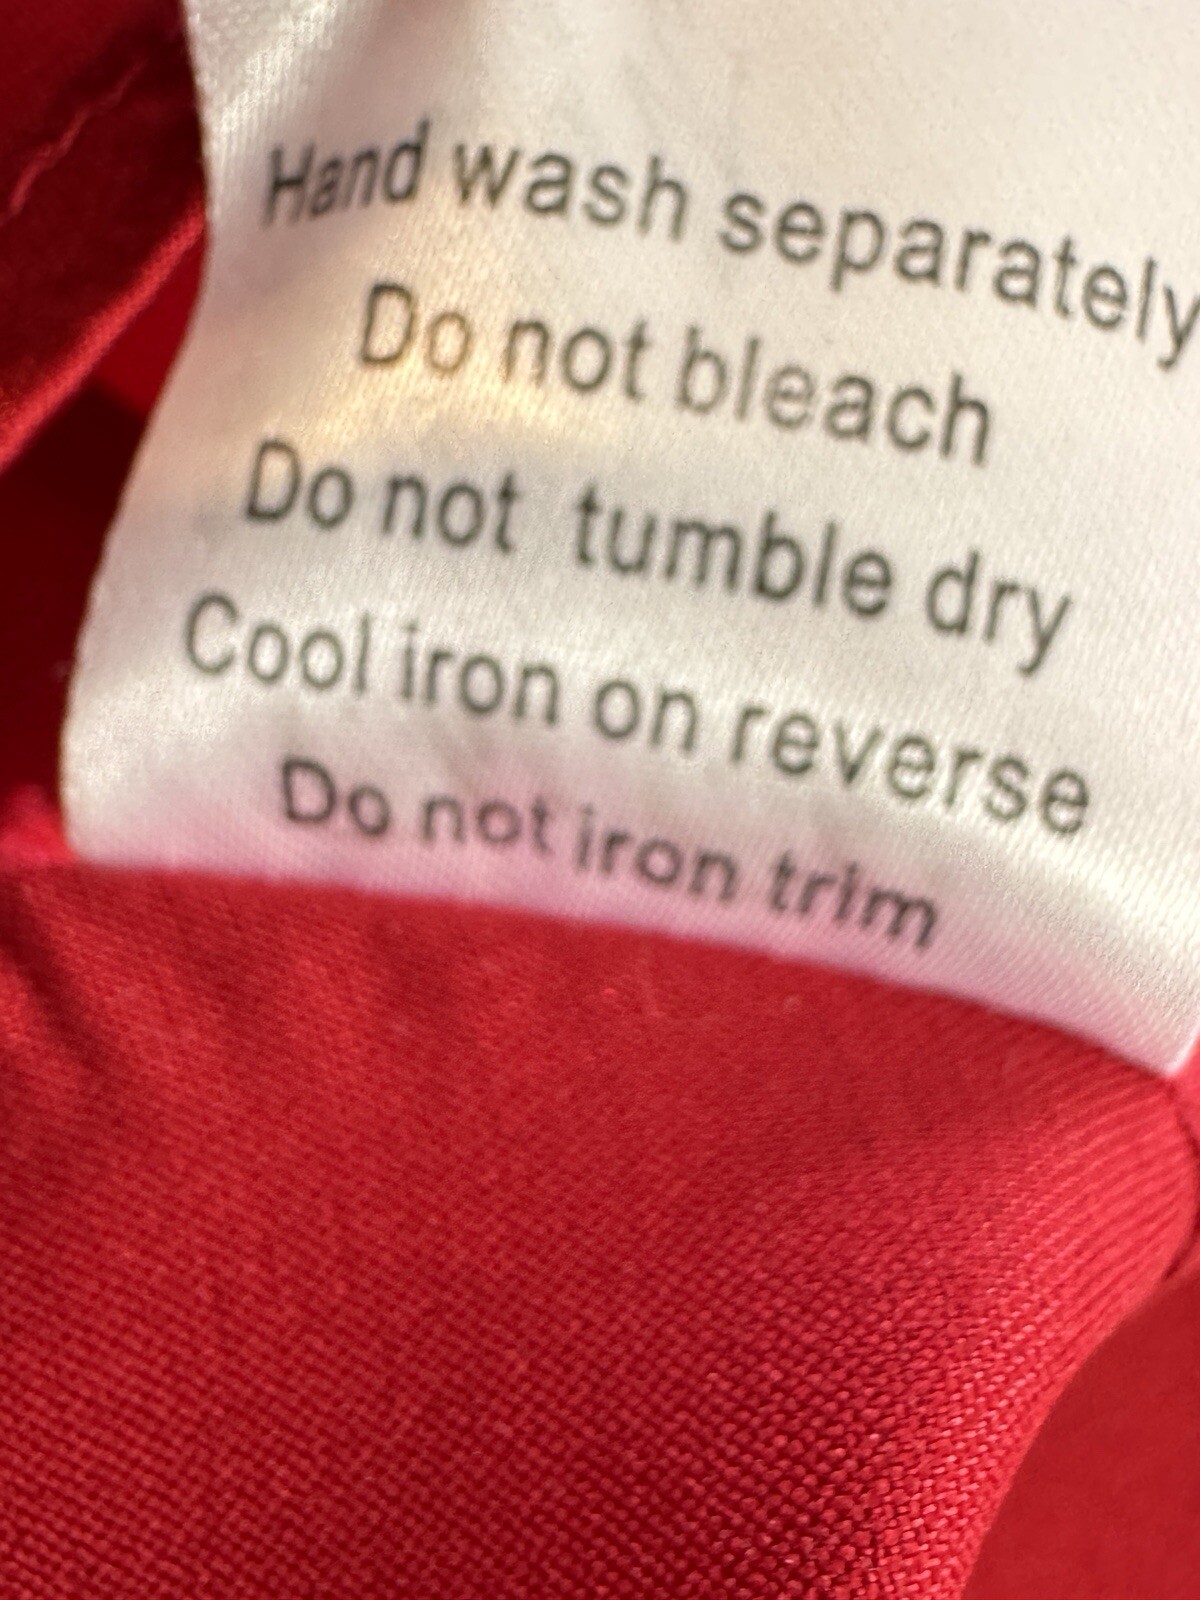 Hand wash separately
Do not bleach
Do not tumble dry
Cool iron on reverse
Do not iron trim